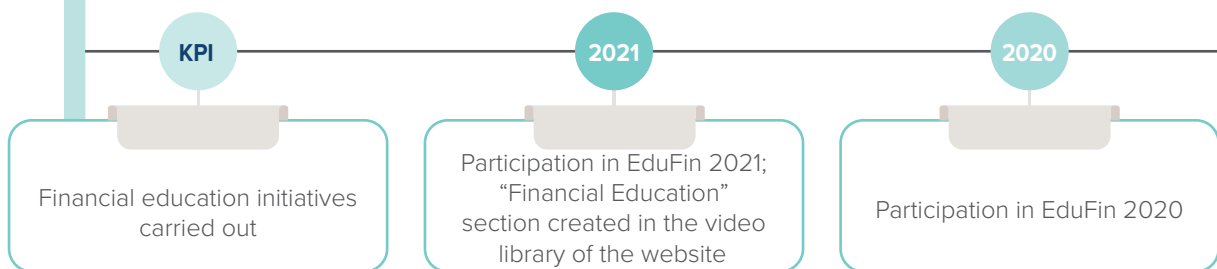 KPI
2021
2020
Financial education initiatives
carried out
Participation in EduFin 2021;
“Financial Education”
section created in the video
library of the website
Participation in EduFin 2020